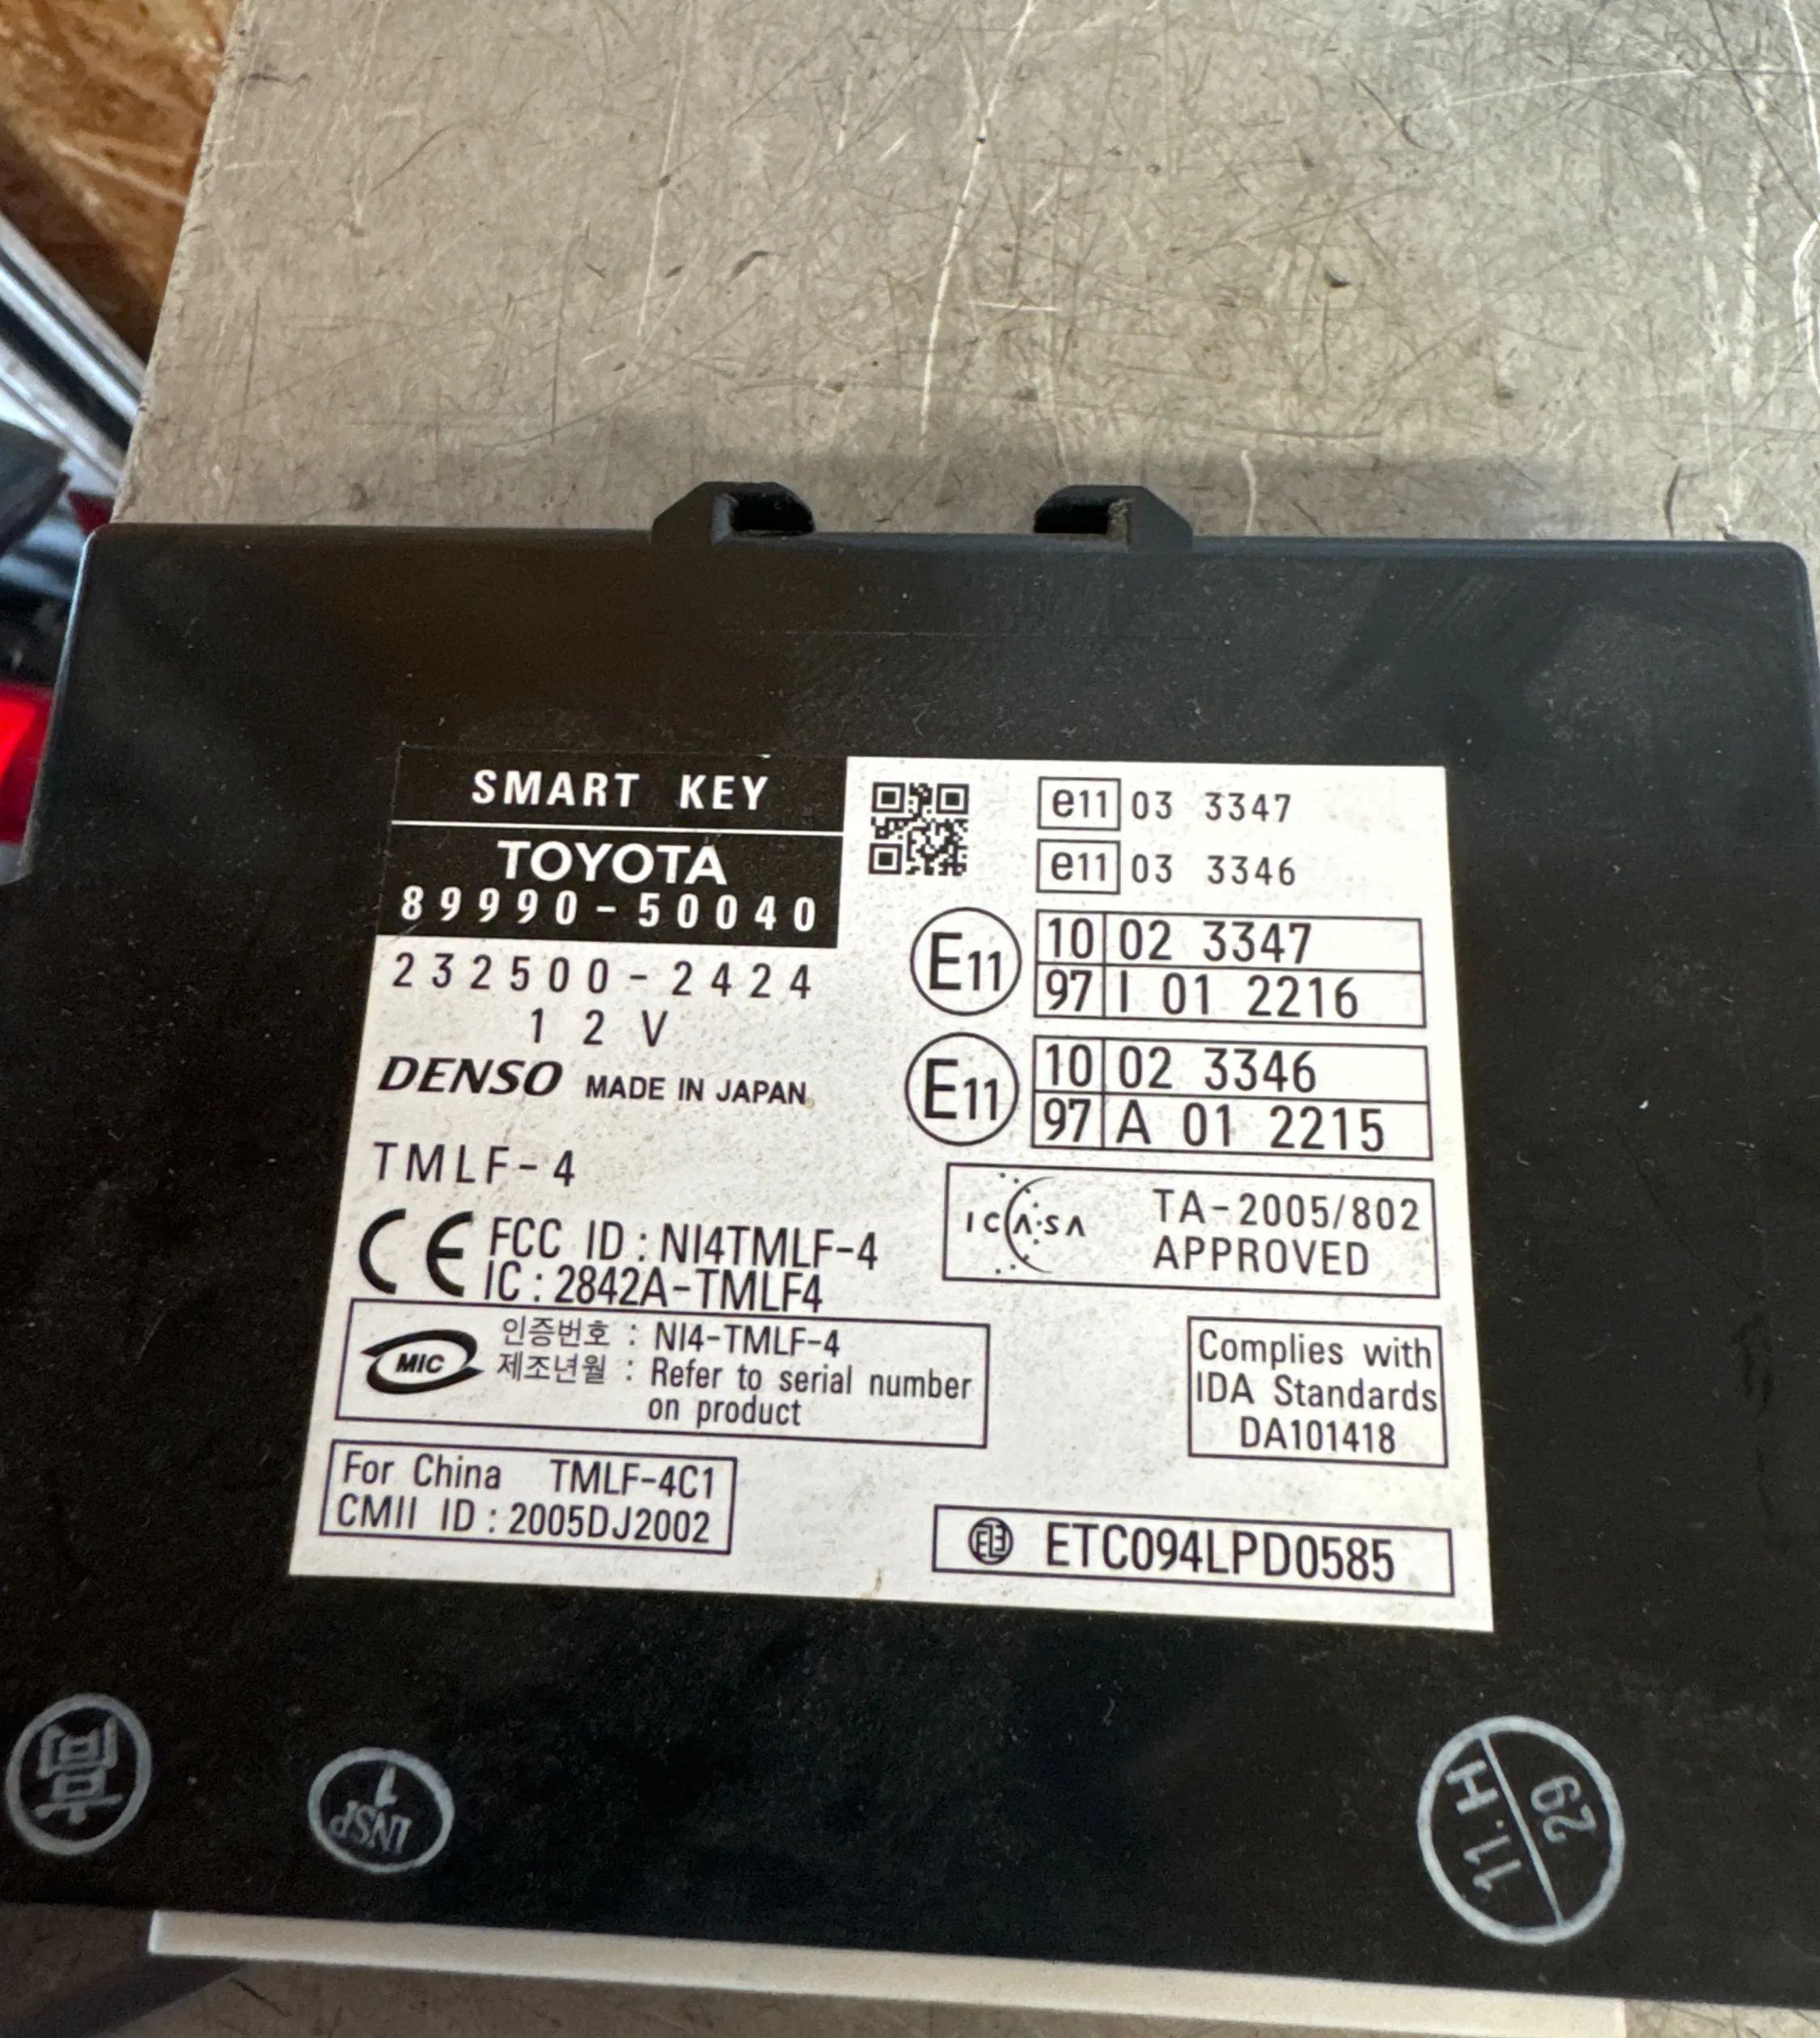 SMART KEY
TOYOTA
89990-50040
232500-2424
12V
DENSO MADE IN JAPAN
TMLF-4
CE FCC ID : NI4TMLF-4
IC : 2842A-TMLF4
MIC
인증번호 : NI4-TMLF-4
제조년월 : Refer to serial number
on product
For China TMLF-4C1
CMII ID : 2005DJ2002
e11 03 3347
e11 03 3346
E11
10 02 3347
97 I 01 2216
E11
10 02 3346
97 A 01 2215
ICASA TA-2005/802
APPROVED
Complies with
IDA Standards
DA101418
ETC094LPD0585
INSP
1
11.H
29